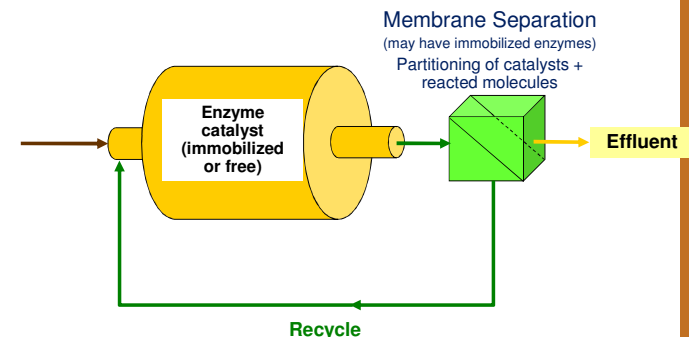 Membrane Separation
(may have immobilized enzymes)
Partitioning of catalysts +
reacted molecules
Enzyme
catalyst
(immobilized
or free)
Effluent
Recycle